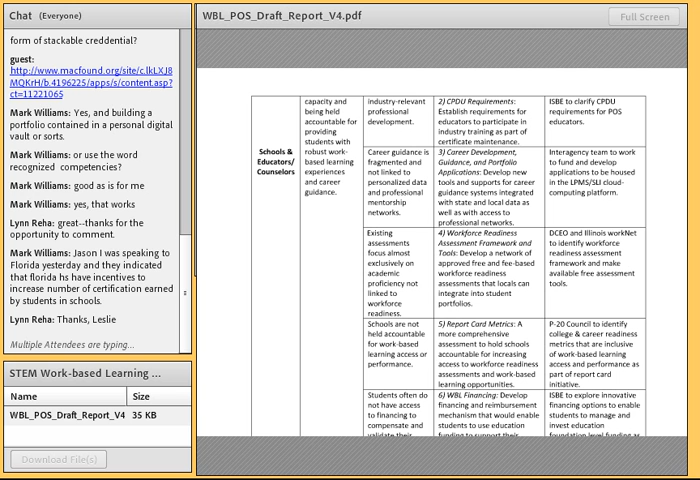 Chat (Everyone)
form of stackable creddential?
guest:
http://www.macfound.org/site/c.lkLXJ8
MQKrH/b.4196225/apps/s/content.asp?
ct=11221065
Mark Williams: Yes, and building a
portfolio contained in a personal digital
vault or sorts.
Mark Williams: or use the word
recognized competencies?
Mark Williams: good as is for me
Mark Williams: yes, that works
Lynn Reha: great--thanks for the
opportunity to comment.
Mark Williams: Jason I was speaking to
Florida yesterday and they indicated
that florida hs have incentives to
increase number of certification earned
by students in schools.
Lynn Reha: Thanks, Leslie
Multiple Attendees are typing...
STEM Work-based Learning ...
Name Size
WBL_POS_Draft_Report_V4 35 KB
Download File(s)
WBL_POS_Draft_Report_V4.pdf
Full Screen
Schools &
Educators/
Counselors
capacity and
being held
accountable for
providing
students with
robust work-
based learning
experiences
and career
guidance.
industry-relevant
professional
development.
2) CPDU Requirements:
Establish requirements for
educators to participate in
industry training as part of
certificate maintenance.
ISBE to clarify CPDU
requirements for POS
educators.
Career guidance is
fragmented and
not linked to
personalized data
and professional
mentorship
networks.
3) Career Development,
Guidance, and Portfolio
Applications: Develop new
tools and supports for career
guidance systems integrated
with state and local data as
well as with access to
professional networks.
Interagency team to
work to fund and develop
applications to be housed
in the LPMS/SLI cloud-
computing platform.
Existing
assessments
focus almost
exclusively on
academic
proficiency not
linked to
workforce
readiness.
4) Workforce Readiness
Assessment Framework and
Tools: Develop a network of
approved free and fee-based
workforce readiness
assessments that locals can
integrate into student
portfolios.
DCEO and Illinois workNet
to identify workforce
readiness assessment
framework and make
available free assessment
tools.
Schools are not
held accountable
for work-based
learning access or
performance.
5) Report Card Metrics: A
more comprehensive
assessment to hold schools
accountable for increasing
access to workforce readiness
assessments and work-based
learning opportunities.
P-20 Council to identify
college & career readiness
metrics that are inclusive
of work-based learning
access and performance as
part of report card
initiative.
Students often do
not have access
to financing to
compensate and
validate their
6) WBL Financing: Develop
financing and reimbursement
mechanism that would enable
students to use education
funding to support their
ISBE to explore innovative
financing options to enable
students to manage and
invest education
foundation level funding as